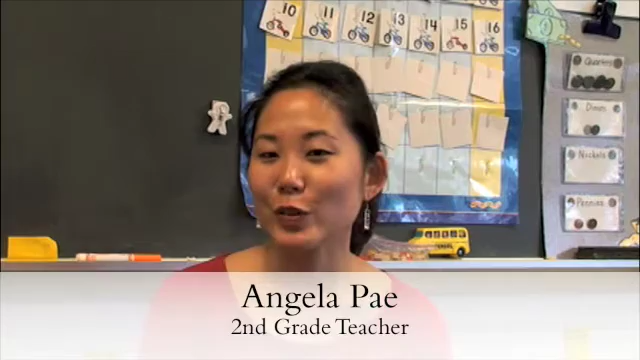 10 11 12 13 14 15 16
Quarters
Dimes
Nickels
Pennies
Angela Pae
2nd Grade Teacher